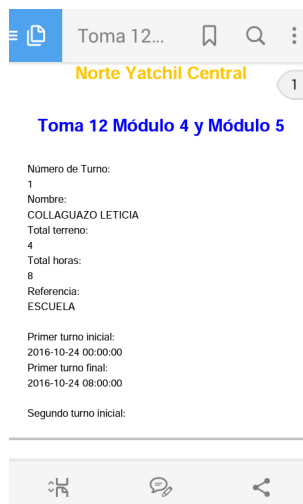 Toma 12...
Norte Yatchil Central
1
Toma 12 Módulo 4 y Módulo 5
Número de Turno:
1
Nombre:
COLLAGUAZO LETICIA
Total terreno:
4
Total horas:
8
Referencia:
ESCUELA
Primer turno inicial:
2016-10-24 00:00:00
Primer turno final:
2016-10-24 08:00:00
Segundo turno inicial: